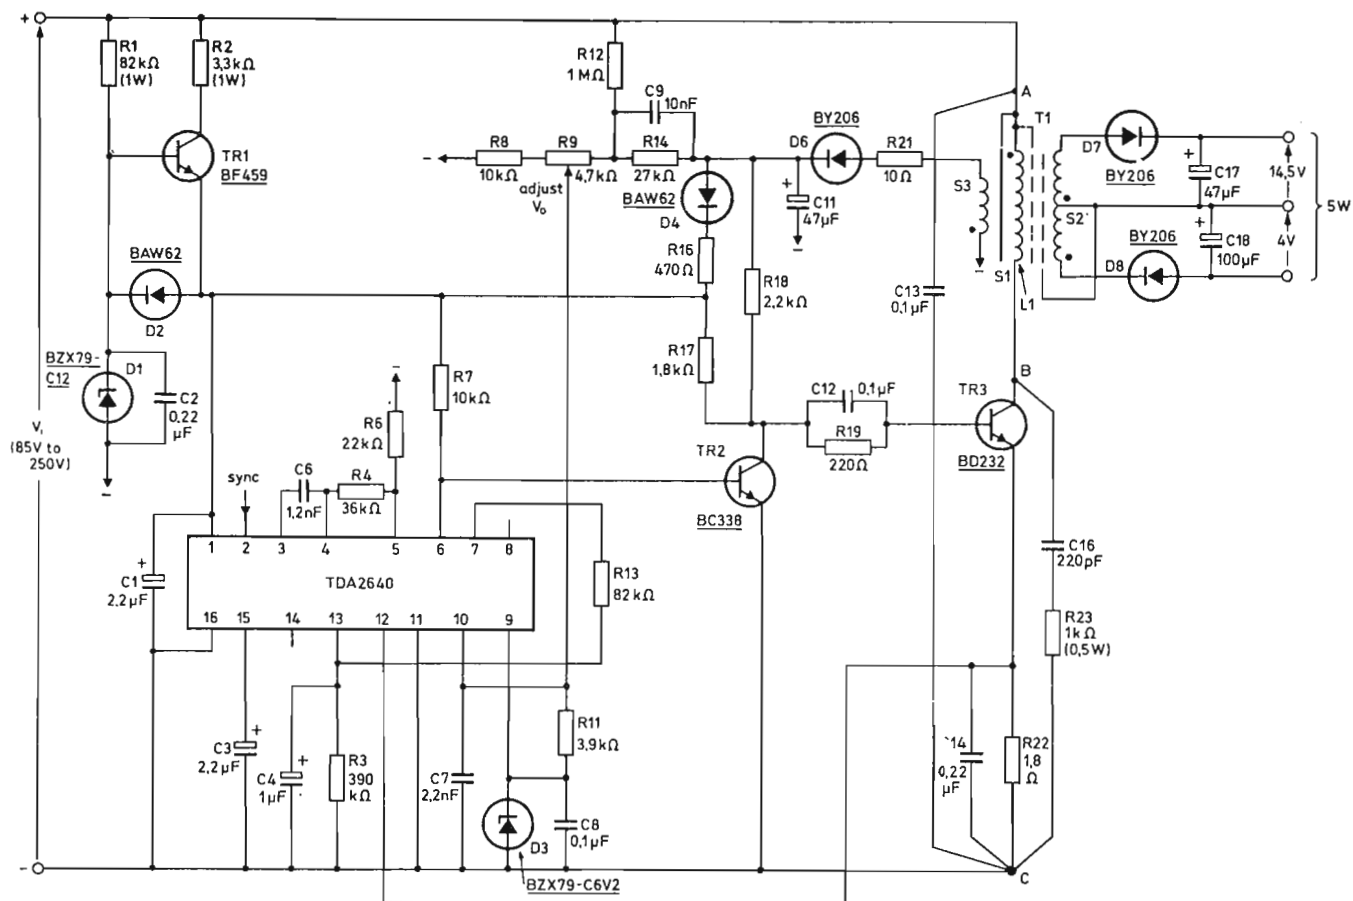 +
R1
82kΩ
(1W)
R2
3,3kΩ
(1W)
TR1
BF459
R12
1MΩ
C9
10nF
R8
10kΩ
R9
4,7kΩ
R14
27kΩ
adjust
Vo
BAW62
D4
BY206
D6
R21
10Ω
+
C11
47µF
A
T1
S3
S1
L1
S2
D7
BY206
+
C17
47µF
14,5V
5W
BY206
D8
+
C18
100µF
4V
BAW62
D2
R16
470Ω
R18
2,2kΩ
C13
0,1µF
R17
1,8kΩ
BZX79-
C12
D1
C2
0,22
µF
R7
10kΩ
R6
22kΩ
B
TR3
BD232
C12
0,1µF
R19
220Ω
TR2
BC338
Vi
(85V to
250V)
sync
C6
1,2nF
R4
36kΩ
1 2 3 4 5 6 7 8
TDA2640
16 15 14 13 12 11 10 9
+
C1
2,2µF
R13
82kΩ
C16
220pF
R23
1kΩ
(0,5W)
+
C3
2,2µF
+
C4
1µF
R3
390
kΩ
C7
2,2nF
R11
3,9kΩ
D3
C8
0,1µF
BZX79-C6V2
14
0,22
µF
R22
1,8
Ω
-
C